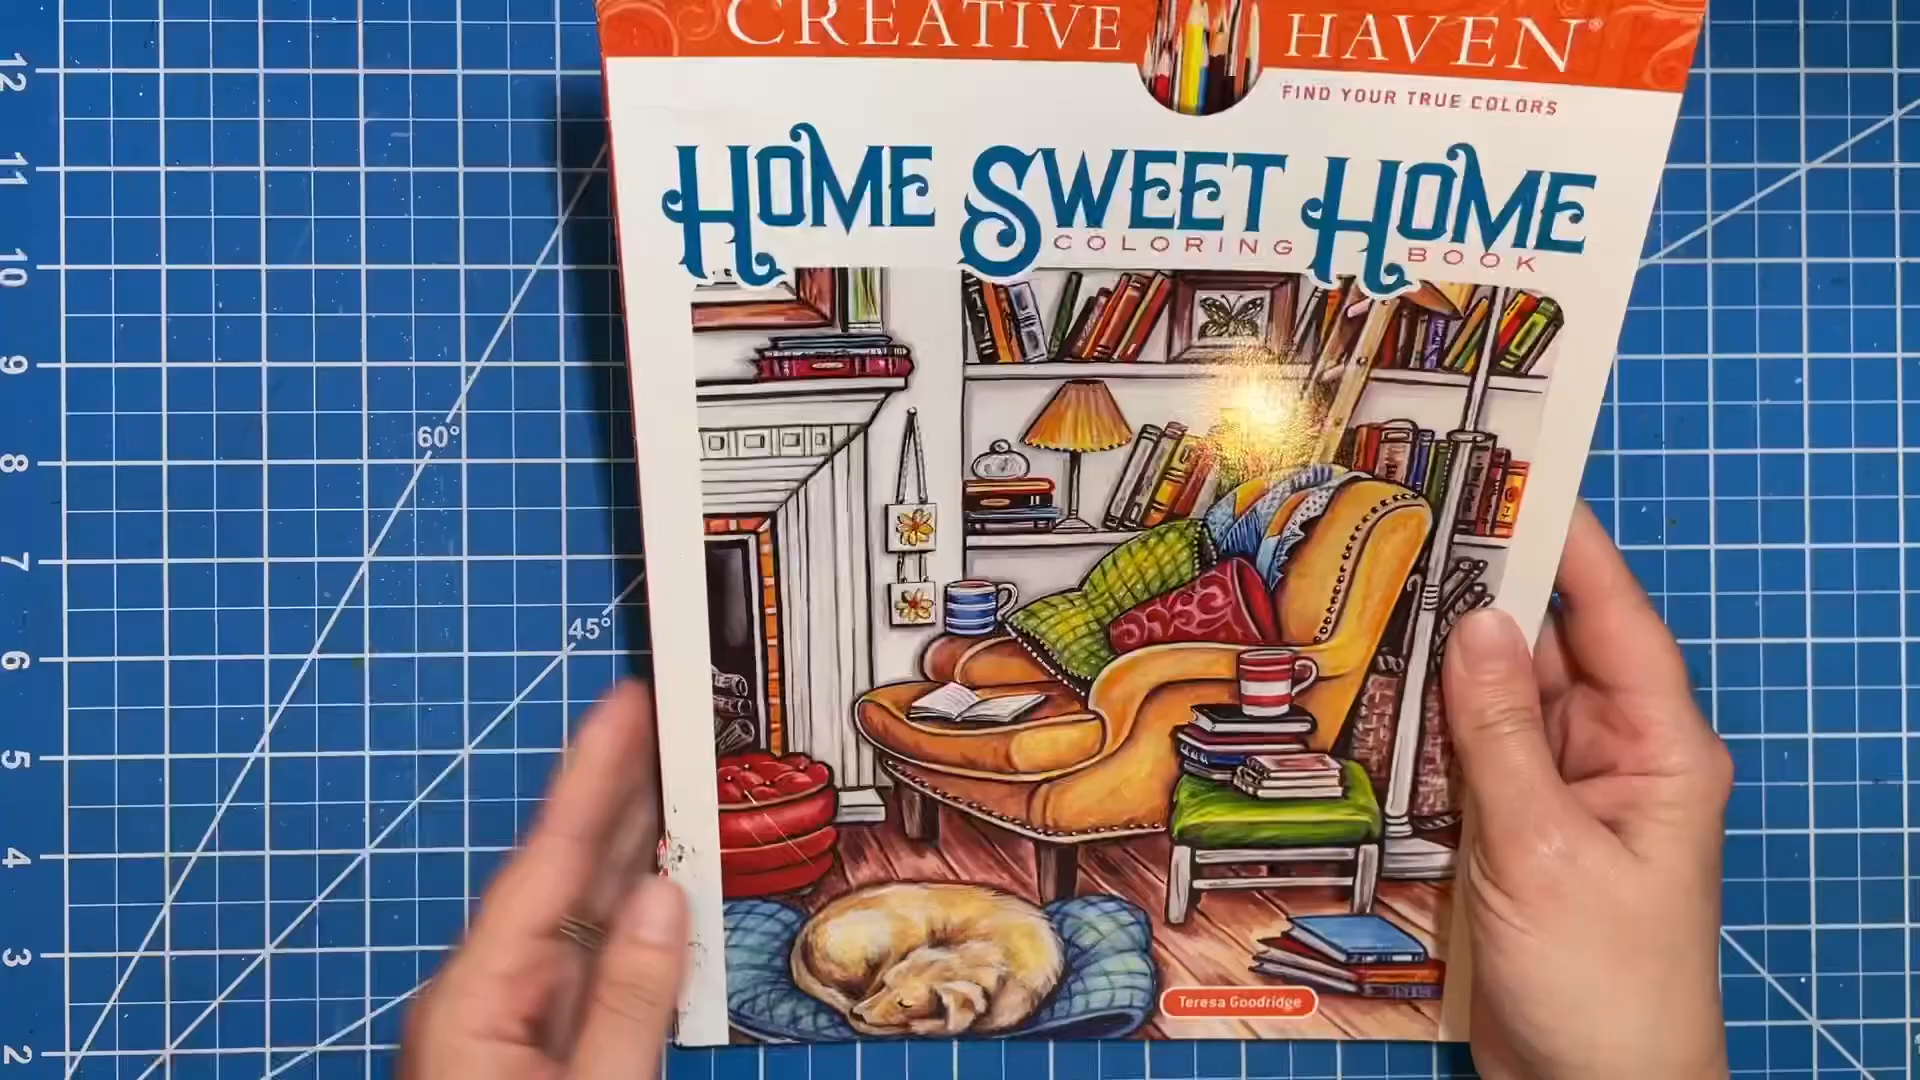 CREATIVE HAVEN®
FIND YOUR TRUE COLORS
HOME SWEET HOME
COLORING BOOK
Teresa Goodridge
12
11
10
9
8
7
6
5
4
3
2
60°
45°